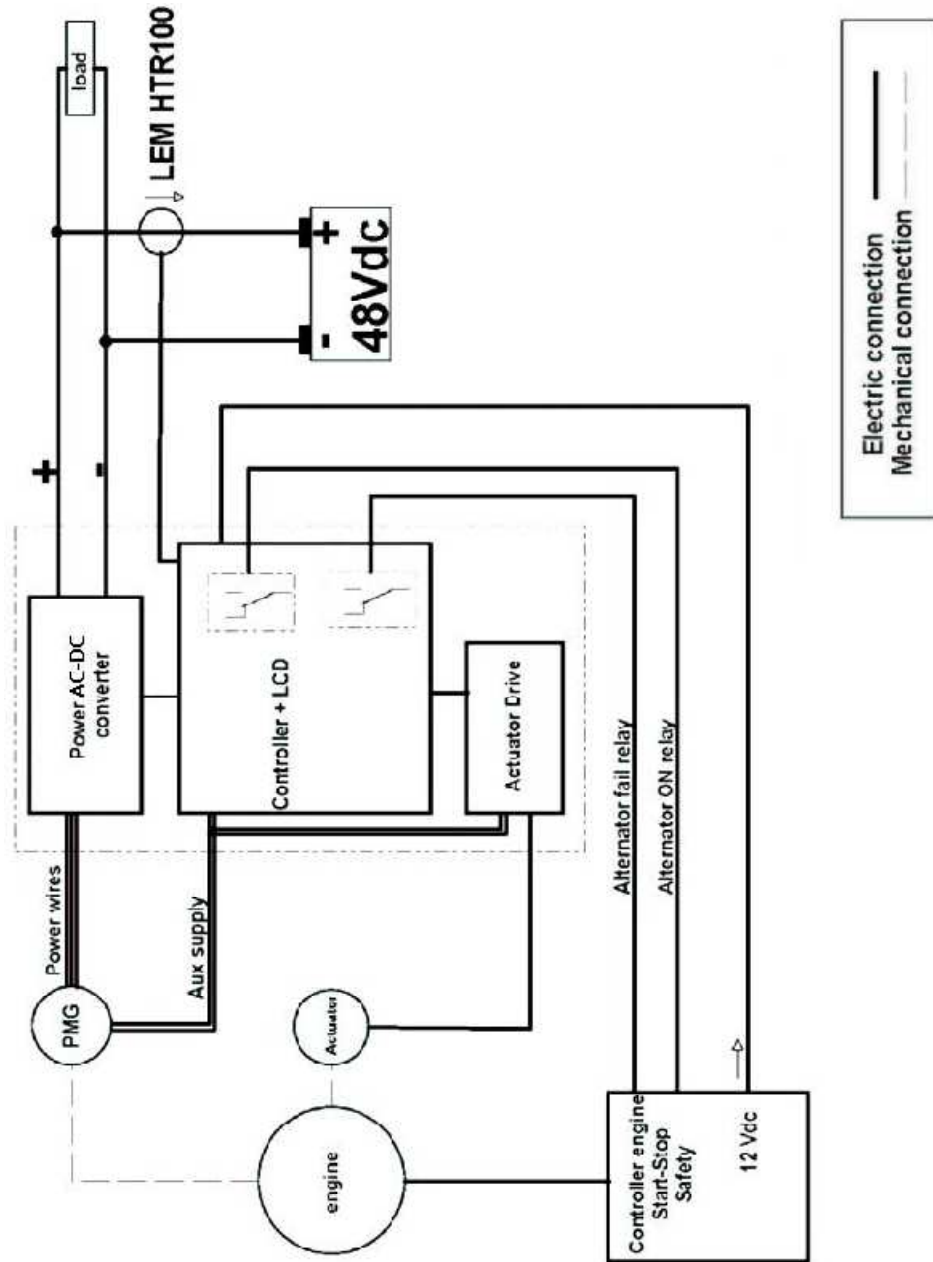 load
LEM HTR100
+
-
48Vdc
-
+
Power AC-DC
converter
Controller + LCD
Actuator Drive
Power wires
PMG
Aux supply
Actuator
engine
Alternator fail relay
Alternator ON relay
Controller engine
Start-Stop
Safety
12 Vdc
Electric connection
Mechanical connection